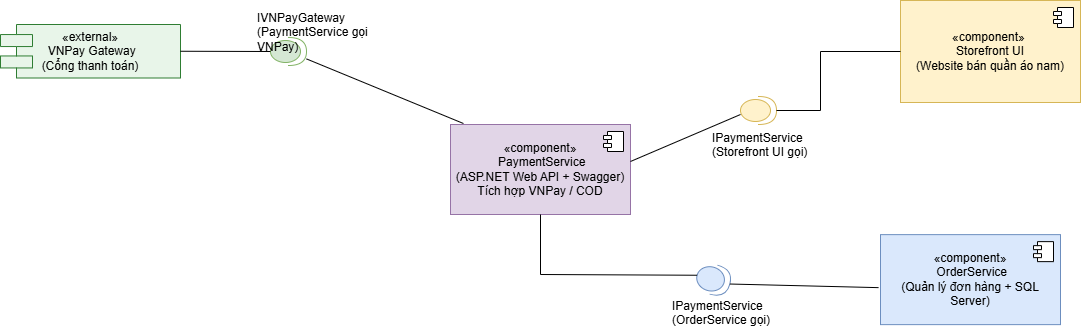 «external»
VNPay Gateway
(Cổng thanh toán)
IVNPayGateway
(PaymentService gọi
VNPay)
«component»
Storefront UI
(Website bán quần áo nam)
IPaymentService
(Storefront UI gọi)
«component»
PaymentService
(ASP.NET Web API + Swagger)
Tích hợp VNPay / COD
«component»
OrderService
(Quản lý đơn hàng + SQL
Server)
IPaymentService
(OrderService gọi)